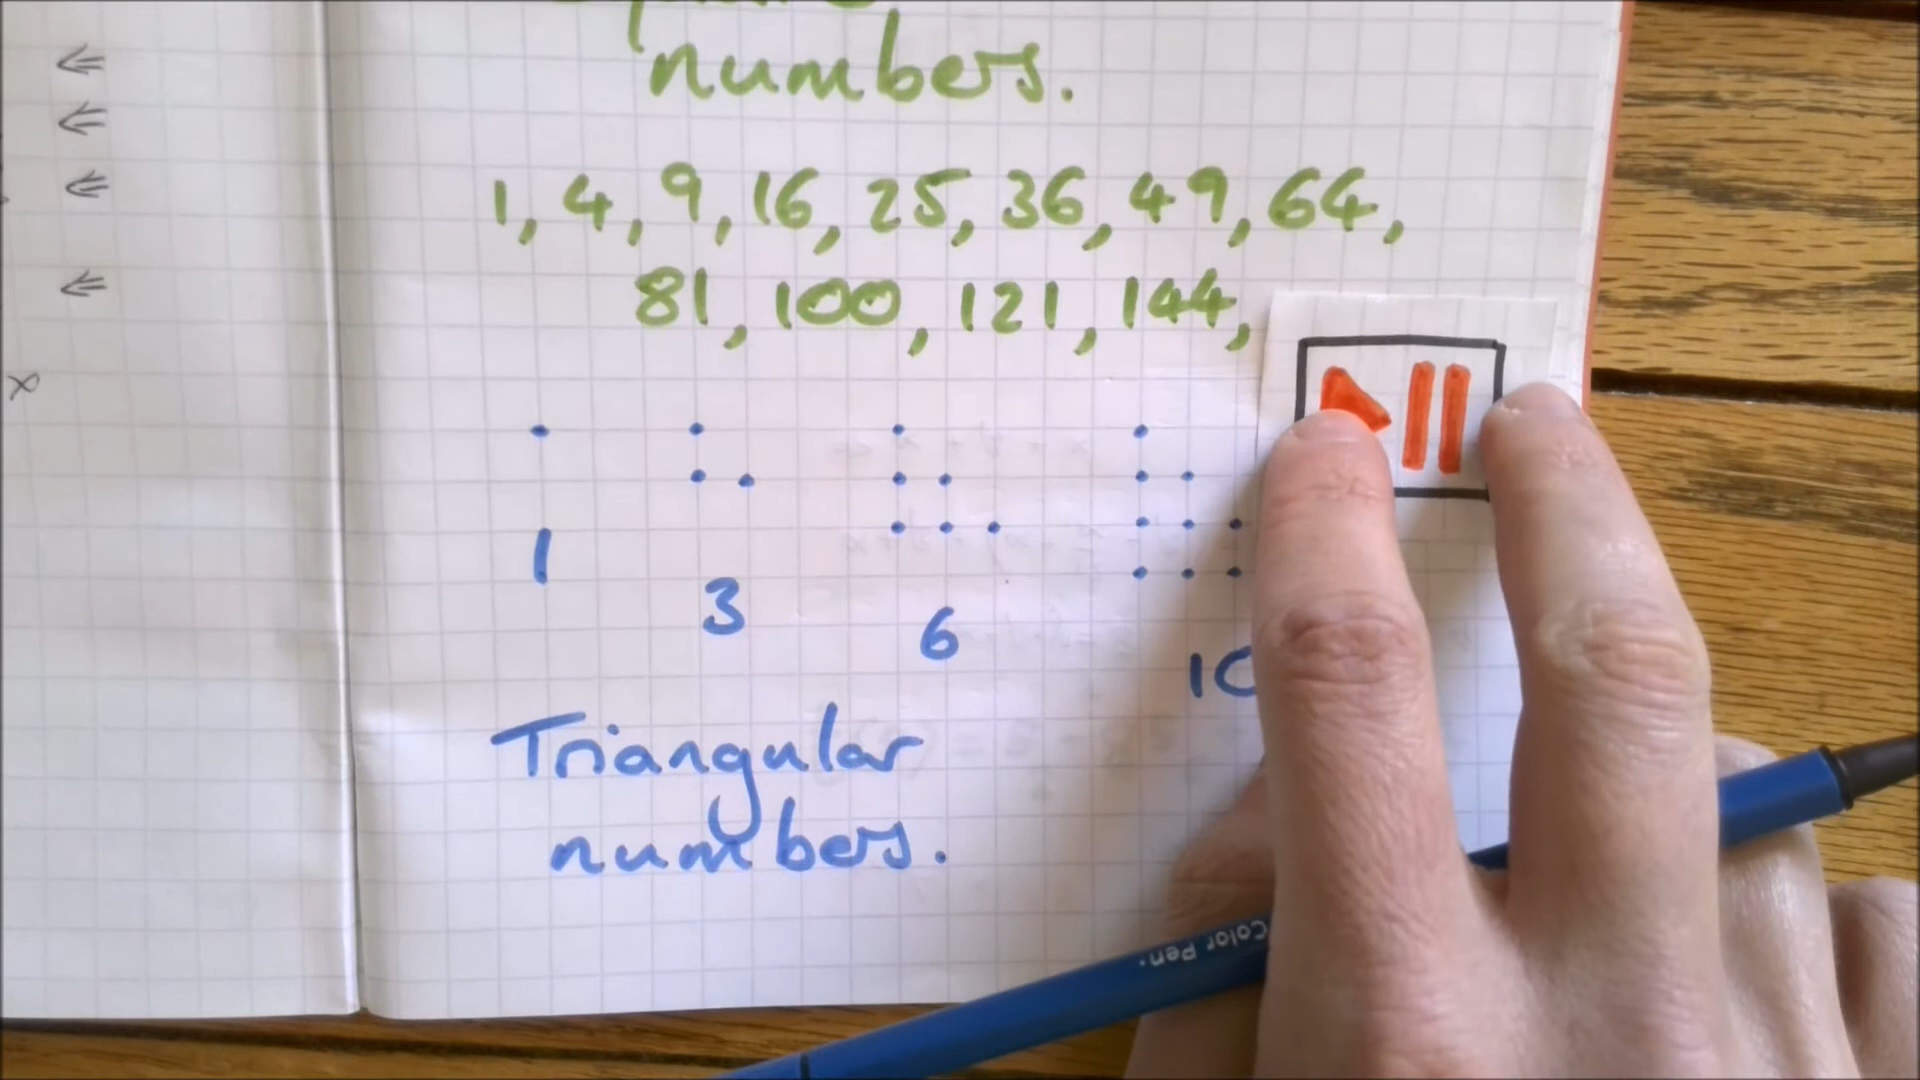 numbers.
1, 4, 9, 16, 25, 36, 49, 64,
81, 100, 121, 144,
1
3
6
Triangular
numbers.
Color Pen.